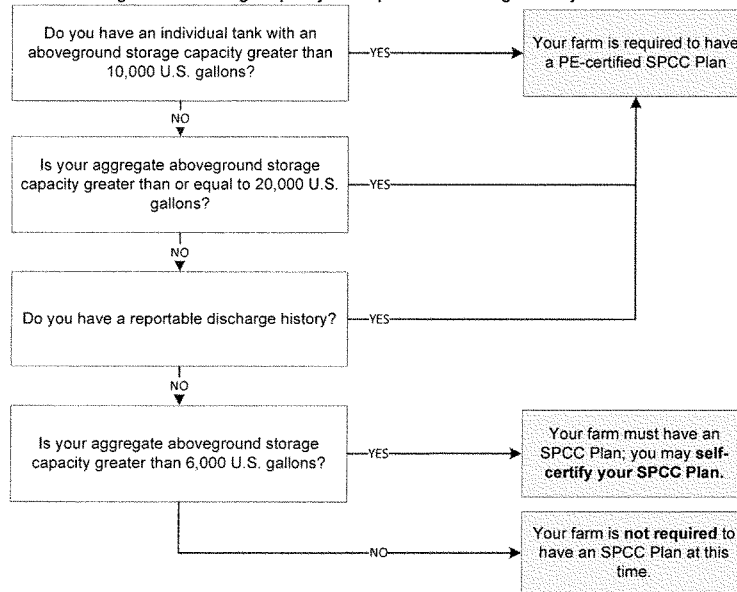 Do you have an individual tank with an
aboveground storage capacity greater than
10,000 U.S. gallons?
YES
Your farm is required to have
a PE-certified SPCC Plan
NO
Is your aggregate aboveground storage
capacity greater than or equal to 20,000 U.S.
gallons?
YES
NO
Do you have a reportable discharge history?
YES
NO
Is your aggregate aboveground storage
capacity greater than 6,000 U.S. gallons?
YES
Your farm must have an
SPCC Plan; you may self-
certify your SPCC Plan.
NO
Your farm is not required to
have an SPCC Plan at this
time.